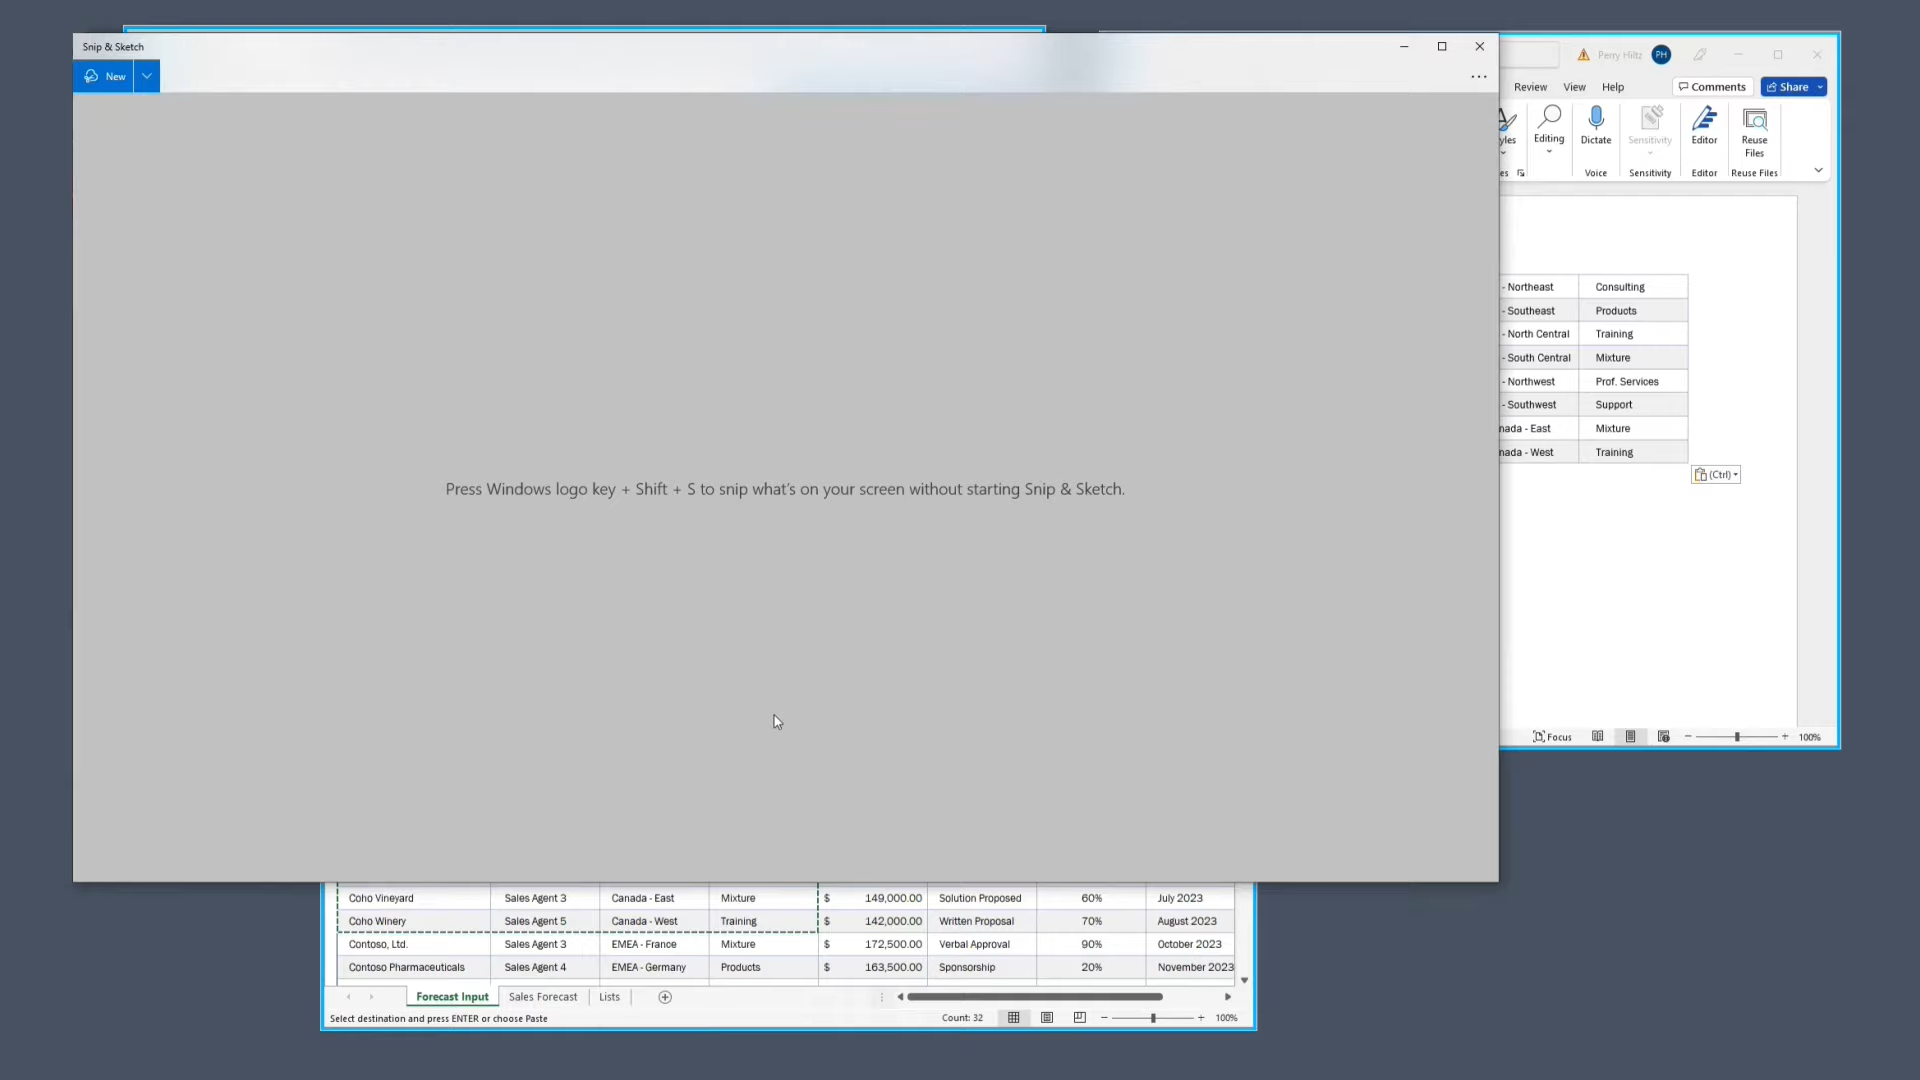 Snip & Sketch
New
Press Windows logo key + Shift + S to snip what's on your screen without starting Snip & Sketch.
Perry Hiltz PH
Review View Help Comments Share
Editing Dictate Sensitivity Editor Reuse Files
Voice Sensitivity Editor Reuse Files
- Northeast Consulting
- Southeast Products
- North Central Training
- South Central Mixture
- Northwest Prof. Services
- Southwest Support
nada - East Mixture
nada - West Training
(Ctrl)
Focus 100%
Coho Vineyard Sales Agent 3 Canada - East Mixture $ 149,000.00 Solution Proposed 60% July 2023
Coho Winery Sales Agent 5 Canada - West Training $ 142,000.00 Written Proposal 70% August 2023
Contoso, Ltd. Sales Agent 3 EMEA - France Mixture $ 172,500.00 Verbal Approval 90% October 2023
Contoso Pharmaceuticals Sales Agent 4 EMEA - Germany Products $ 163,500.00 Sponsorship 20% November 2023
Forecast Input Sales Forecast Lists
Select destination and press ENTER or choose Paste Count: 32 100%